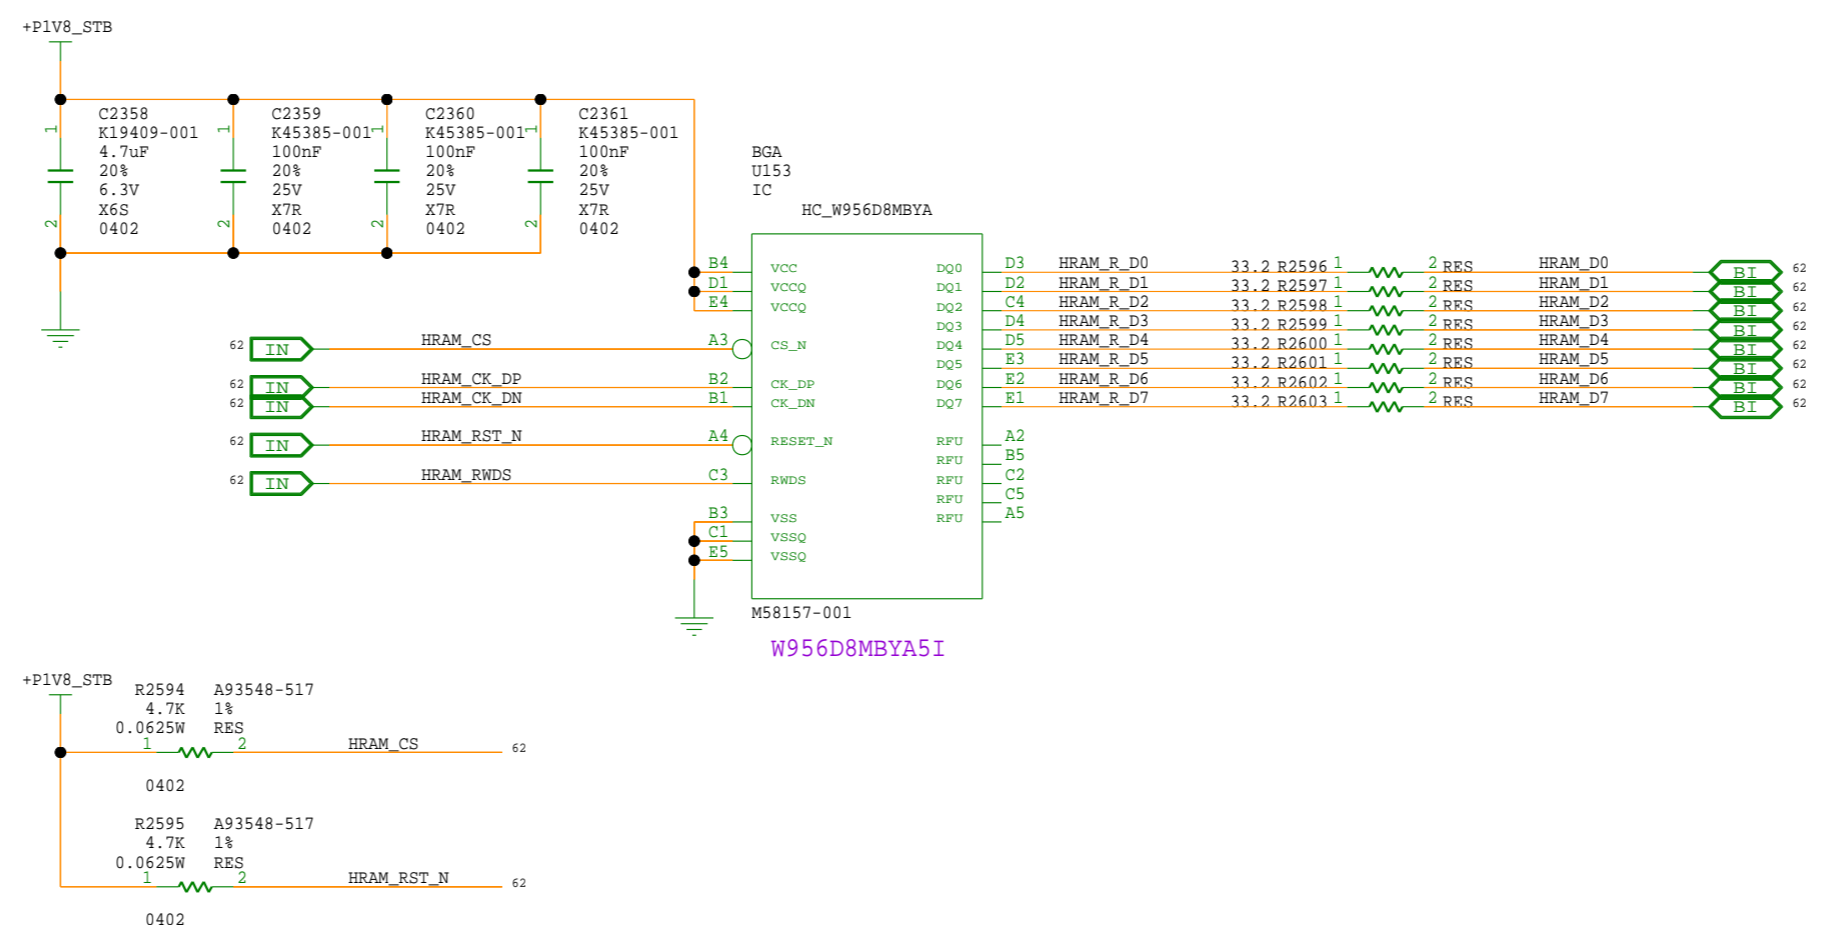 +P1V8_STB
C2358
K19409-001
4.7uF
20%
6.3V
X6S
0402
1
2
C2359
K45385-001
100nF
20%
25V
X7R
0402
1
2
C2360
K45385-001
100nF
20%
25V
X7R
0402
1
2
C2361
K45385-001
100nF
20%
25V
X7R
0402
1
2
BGA
U153
IC
HC_W956D8MBYA
B4 VCC
D1 VCCQ
E4 VCCQ
62 IN HRAM_CS A3 CS_N
62 IN HRAM_CK_DP B2 CK_DP
62 IN HRAM_CK_DN B1 CK_DN
62 IN HRAM_RST_N A4 RESET_N
62 IN HRAM_RWDS C3 RWDS
B3 VSS
C1 VSSQ
E5 VSSQ
DQ0 D3 HRAM_R_D0 33.2 R2596 1 2 RES HRAM_D0 BI 62
DQ1 D2 HRAM_R_D1 33.2 R2597 1 2 RES HRAM_D1 BI 62
DQ2 C4 HRAM_R_D2 33.2 R2598 1 2 RES HRAM_D2 BI 62
DQ3 D4 HRAM_R_D3 33.2 R2599 1 2 RES HRAM_D3 BI 62
DQ4 D5 HRAM_R_D4 33.2 R2600 1 2 RES HRAM_D4 BI 62
DQ5 E3 HRAM_R_D5 33.2 R2601 1 2 RES HRAM_D5 BI 62
DQ6 E2 HRAM_R_D6 33.2 R2602 1 2 RES HRAM_D6 BI 62
DQ7 E1 HRAM_R_D7 33.2 R2603 1 2 RES HRAM_D7 BI 62
RFU A2
RFU B5
RFU C2
RFU C5
RFU A5
M58157-001
W956D8MBYA5I
+P1V8_STB
R2594 A93548-517
4.7K 1%
0.0625W RES
1 2 HRAM_CS 62
0402
R2595 A93548-517
4.7K 1%
0.0625W RES
1 2 HRAM_RST_N 62
0402